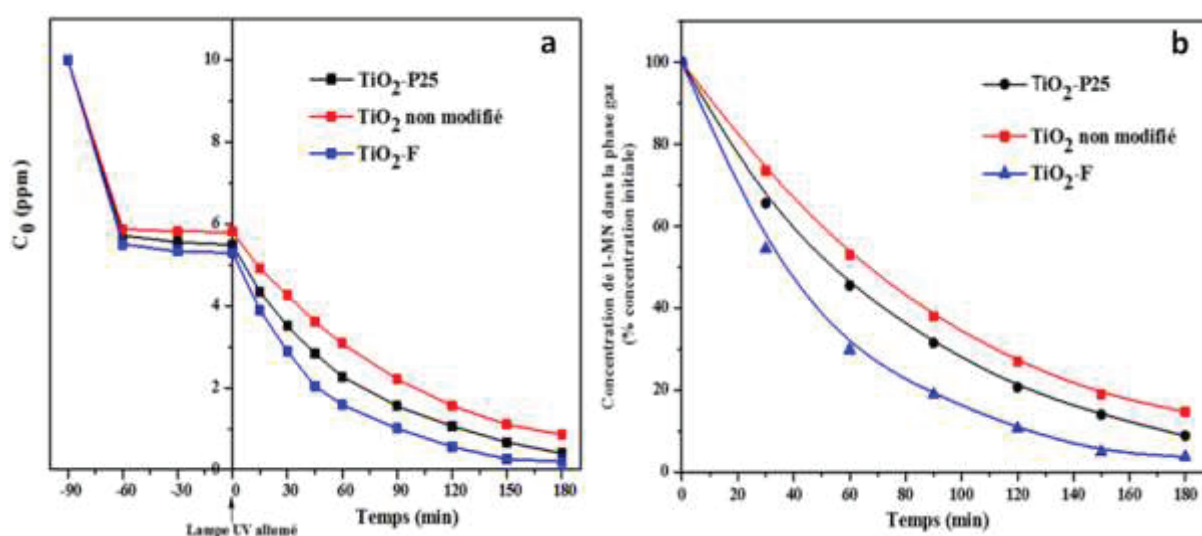 a
10
8
6
4
2
0
C0 (ppm)
TiO2-P25
TiO2 non modifié
TiO2-F
-90 -60 -30 0 30 60 90 120 150 180
Temps (min)
Lampe UV allumé
b
100
80
60
40
20
0
Concentration de 1-MN dans la phase gaz
(% concentration initiale)
TiO2-P25
TiO2 non modifié
TiO2-F
0 20 40 60 80 100 120 140 160 180
Temps (min)